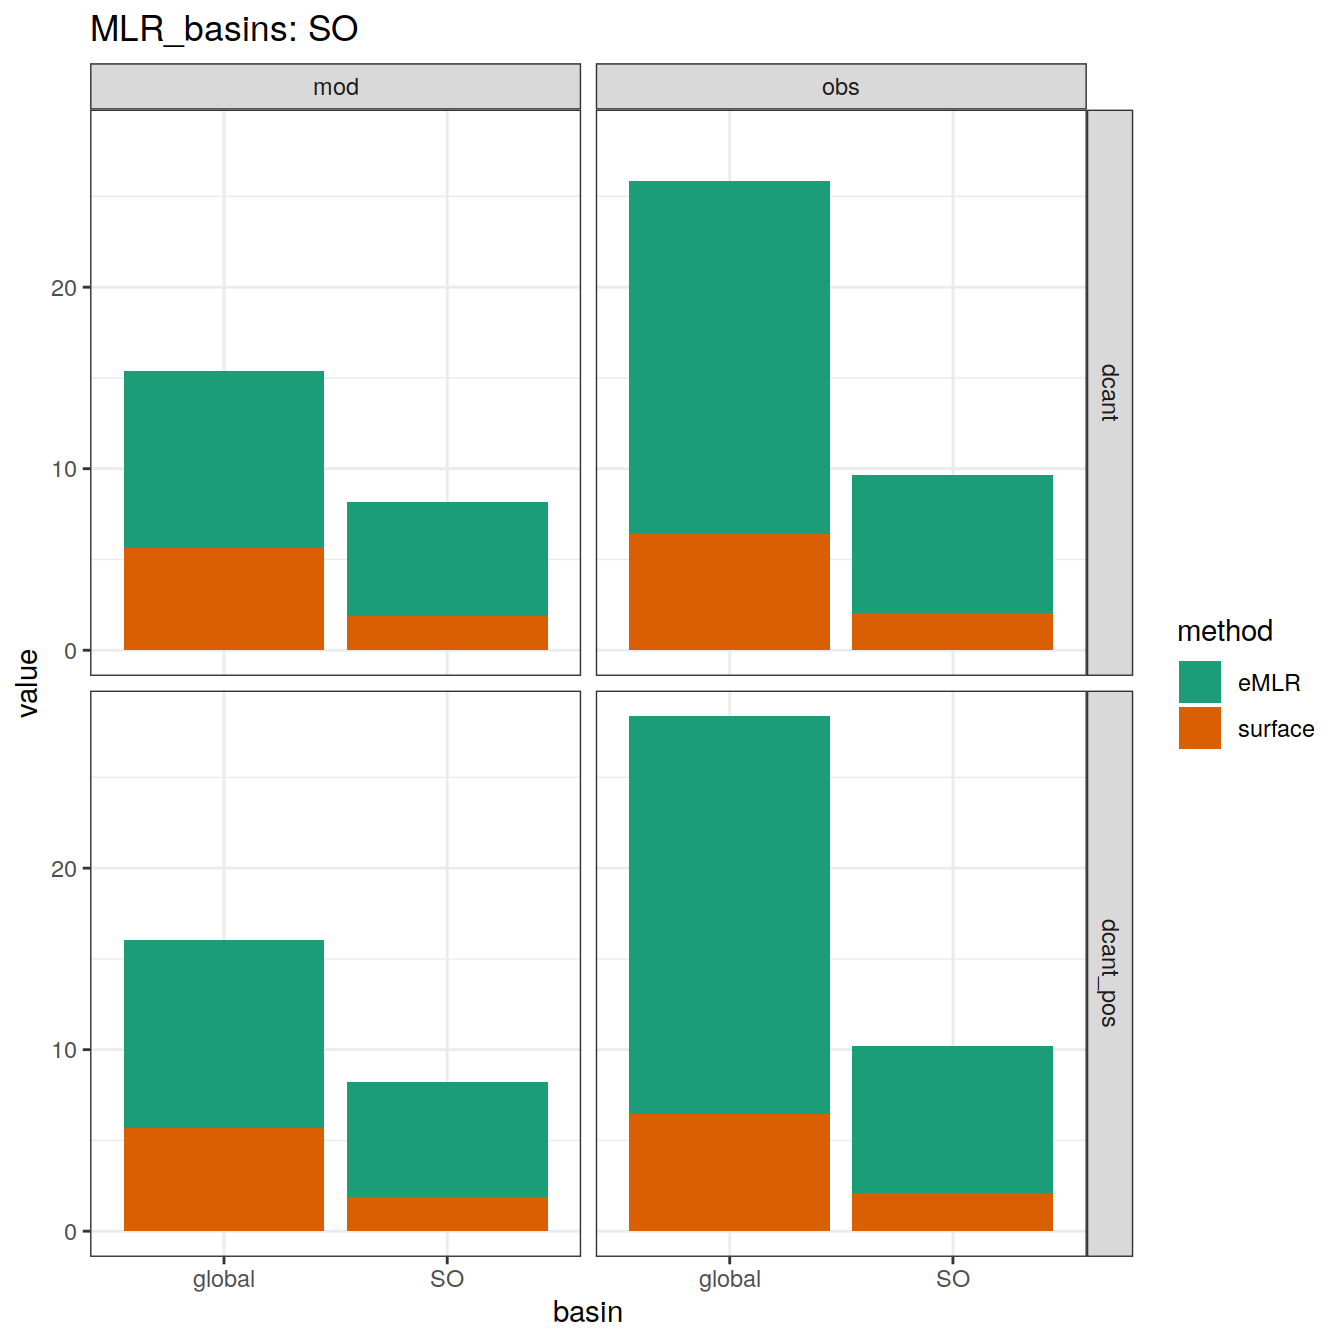 MLR_basins: SO
mod
obs
20
10
0
dcant
20
10
0
dcant_pos
value
global
SO
global
SO
basin
method
eMLR
surface